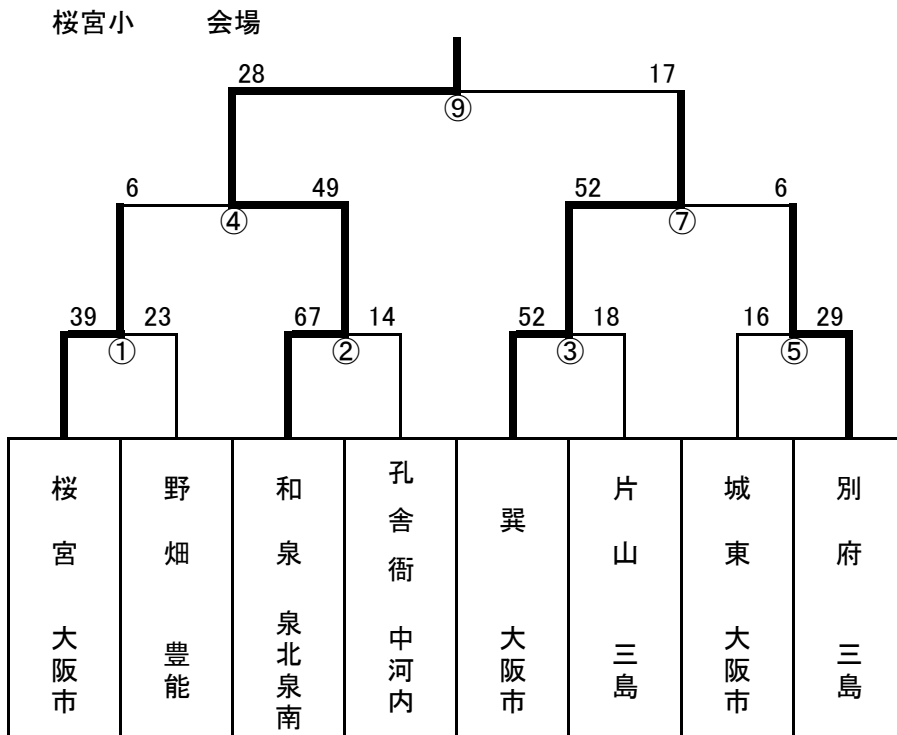 桜宮小 会場
28 17
⑨
6 49 52 6
④ ⑦
39 23 67 14 52 18 16 29
① ② ③ ⑤
桜宮 大阪市
野畑 豊能
和泉 泉北泉南
孔舎衙 中河内
巽 大阪市
片山 三島
城東 大阪市
別府 三島